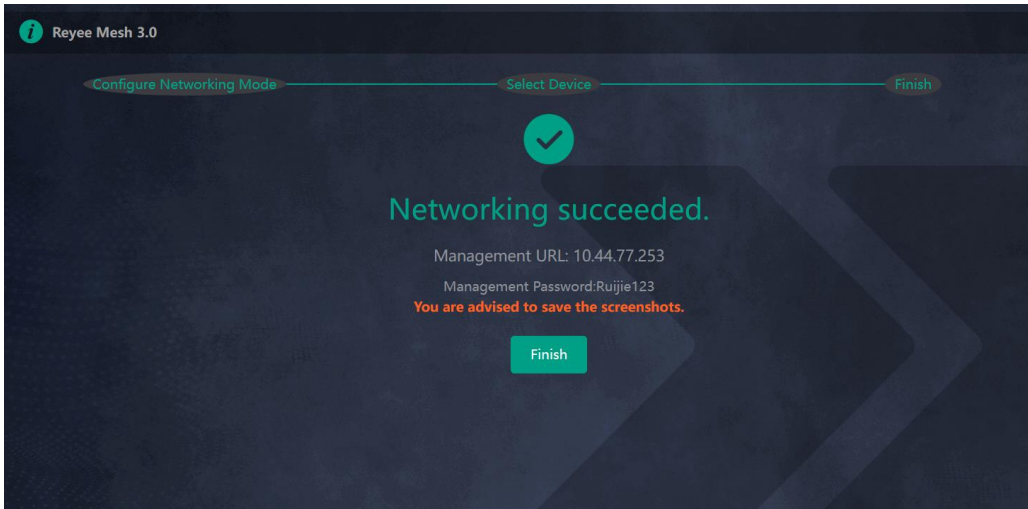 Reyee Mesh 3.0
Configure Networking Mode Select Device Finish
Networking succeeded.
Management URL: 10.44.77.253
Management Password:Ruijie123
You are advised to save the screenshots.
Finish